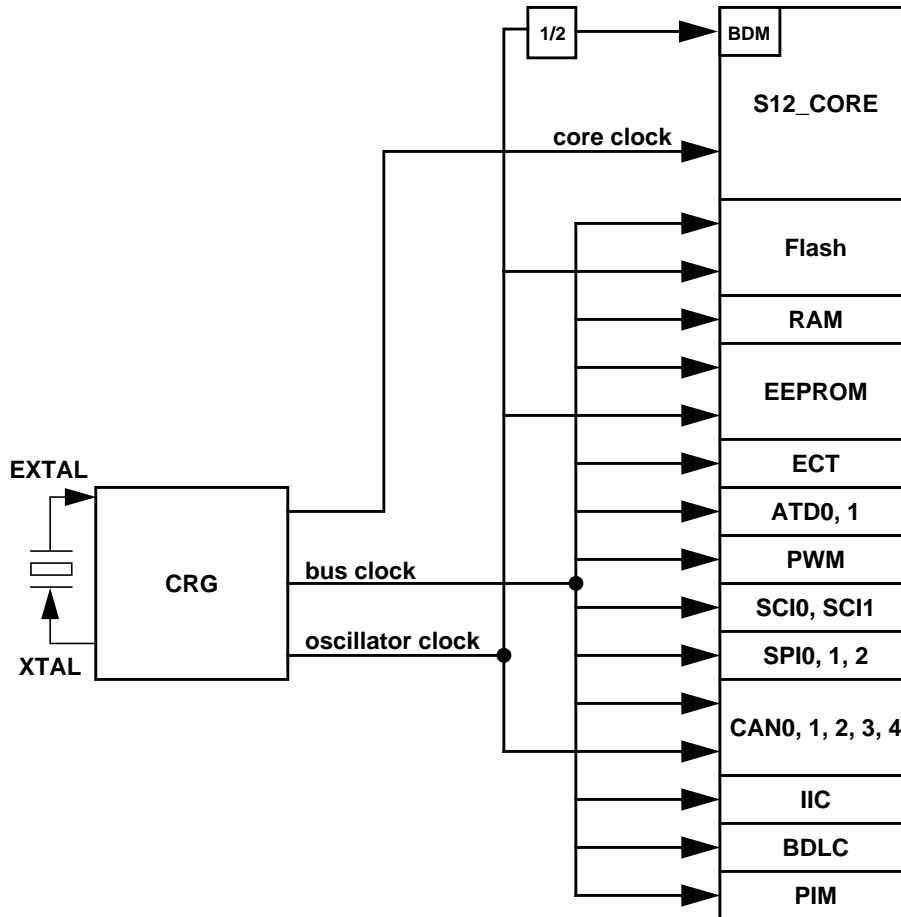 1/2
BDM
S12_CORE
core clock
Flash
RAM
EEPROM
EXTAL
ECT
ATD0, 1
PWM
bus clock
CRG
SCI0, SCI1
oscillator clock
XTAL
SPI0, 1, 2
CAN0, 1, 2, 3, 4
IIC
BDLC
PIM